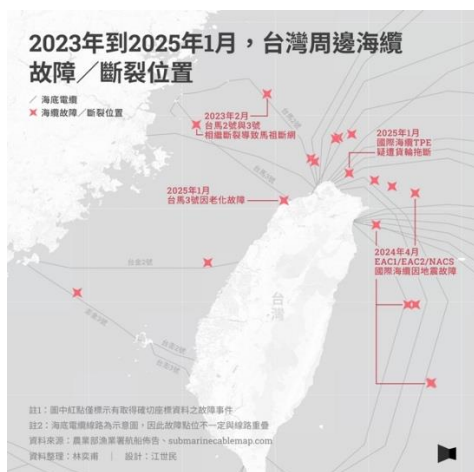 2023年到2025年1月，台灣周邊海纜
故障／斷裂位置
海底電纜
海纜故障／斷裂位置
2023年2月
台馬2號與3號
相繼斷裂導致馬祖斷網
2025年1月
國際海纜TPE
疑遭貨輪拖斷
2025年1月
台馬3號因老化故障
2024年4月
EAC1/EAC2/NACS
國際海纜因地震故障
台灣
註1：圖中紅點僅標示有取得確切座標資料之故障事件
註2：海底電纜線路為示意圖，因此故障點位不一定與線路重疊
資料來源：農業部漁業署航船佈告、submarinecablemap.com
資料整理：林奕甫 ｜ 設計：江世民